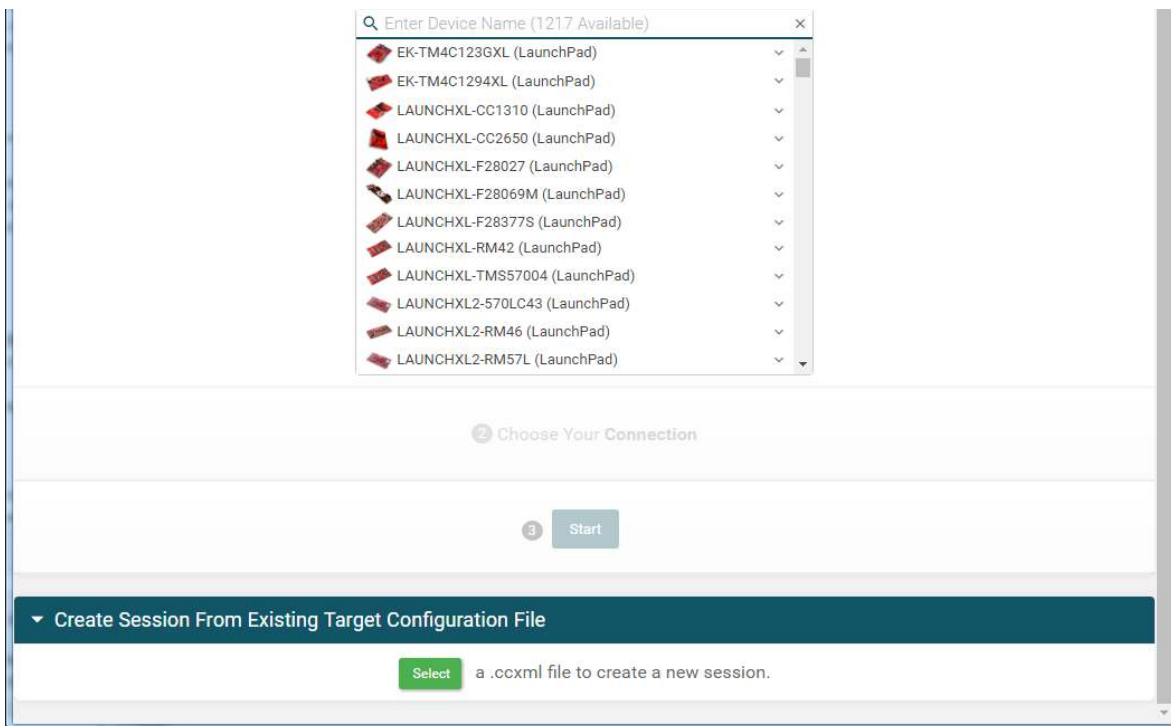 Enter Device Name (1217 Available)
EK-TM4C123GXL (LaunchPad)
EK-TM4C1294XL (LaunchPad)
LAUNCHXL-CC1310 (LaunchPad)
LAUNCHXL-CC2650 (LaunchPad)
LAUNCHXL-F28027 (LaunchPad)
LAUNCHXL-F28069M (LaunchPad)
LAUNCHXL-F28377S (LaunchPad)
LAUNCHXL-RM42 (LaunchPad)
LAUNCHXL-TMS57004 (LaunchPad)
LAUNCHXL2-570LC43 (LaunchPad)
LAUNCHXL2-RM46 (LaunchPad)
LAUNCHXL2-RM57L (LaunchPad)
2 Choose Your Connection
3 Start
Create Session From Existing Target Configuration File
Select a .ccxml file to create a new session.